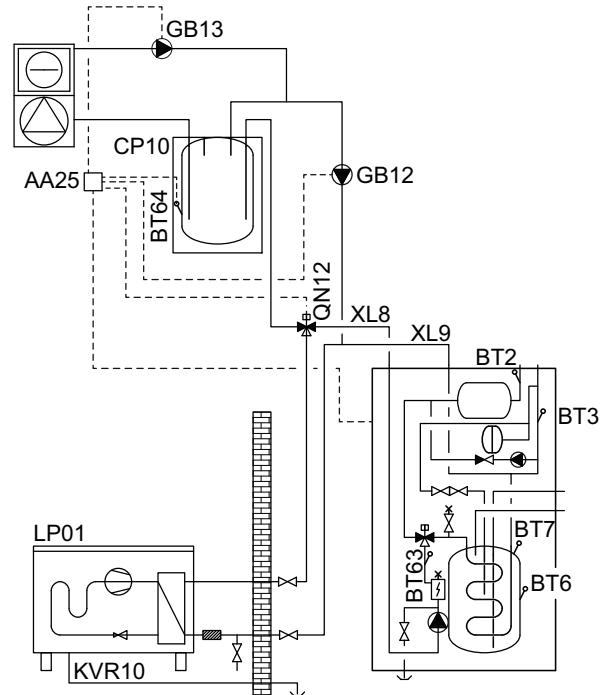 GB13
CP10
AA25
BT64
GB12
QN12
XL8
XL9
BT2
BT3
LP01
BT63
BT7
BT6
KVR10